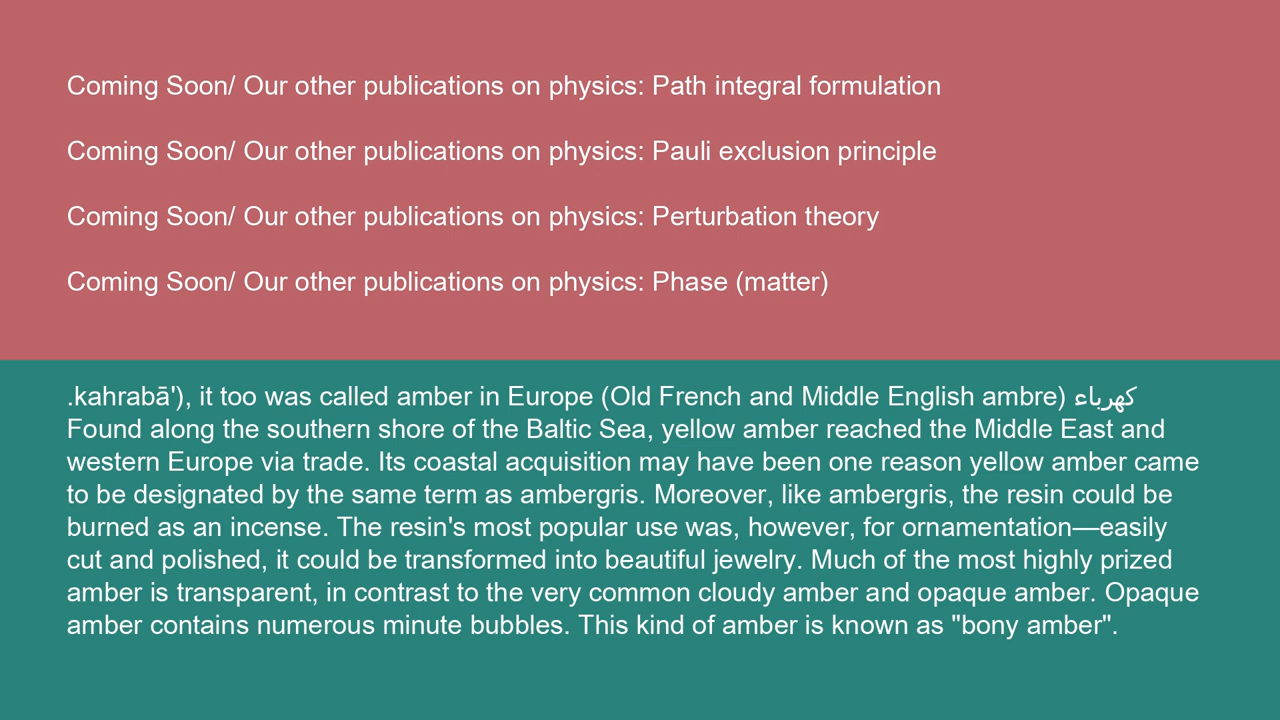 Coming Soon/ Our other publications on physics: Path integral formulation
Coming Soon/ Our other publications on physics: Pauli exclusion principle
Coming Soon/ Our other publications on physics: Perturbation theory
Coming Soon/ Our other publications on physics: Phase (matter)
.kahrabā'), it too was called amber in Europe (Old French and Middle English ambre) كهرباء
Found along the southern shore of the Baltic Sea, yellow amber reached the Middle East and
western Europe via trade. Its coastal acquisition may have been one reason yellow amber came
to be designated by the same term as ambergris. Moreover, like ambergris, the resin could be
burned as an incense. The resin's most popular use was, however, for ornamentation—easily
cut and polished, it could be transformed into beautiful jewelry. Much of the most highly prized
amber is transparent, in contrast to the very common cloudy amber and opaque amber. Opaque
amber contains numerous minute bubbles. This kind of amber is known as "bony amber".